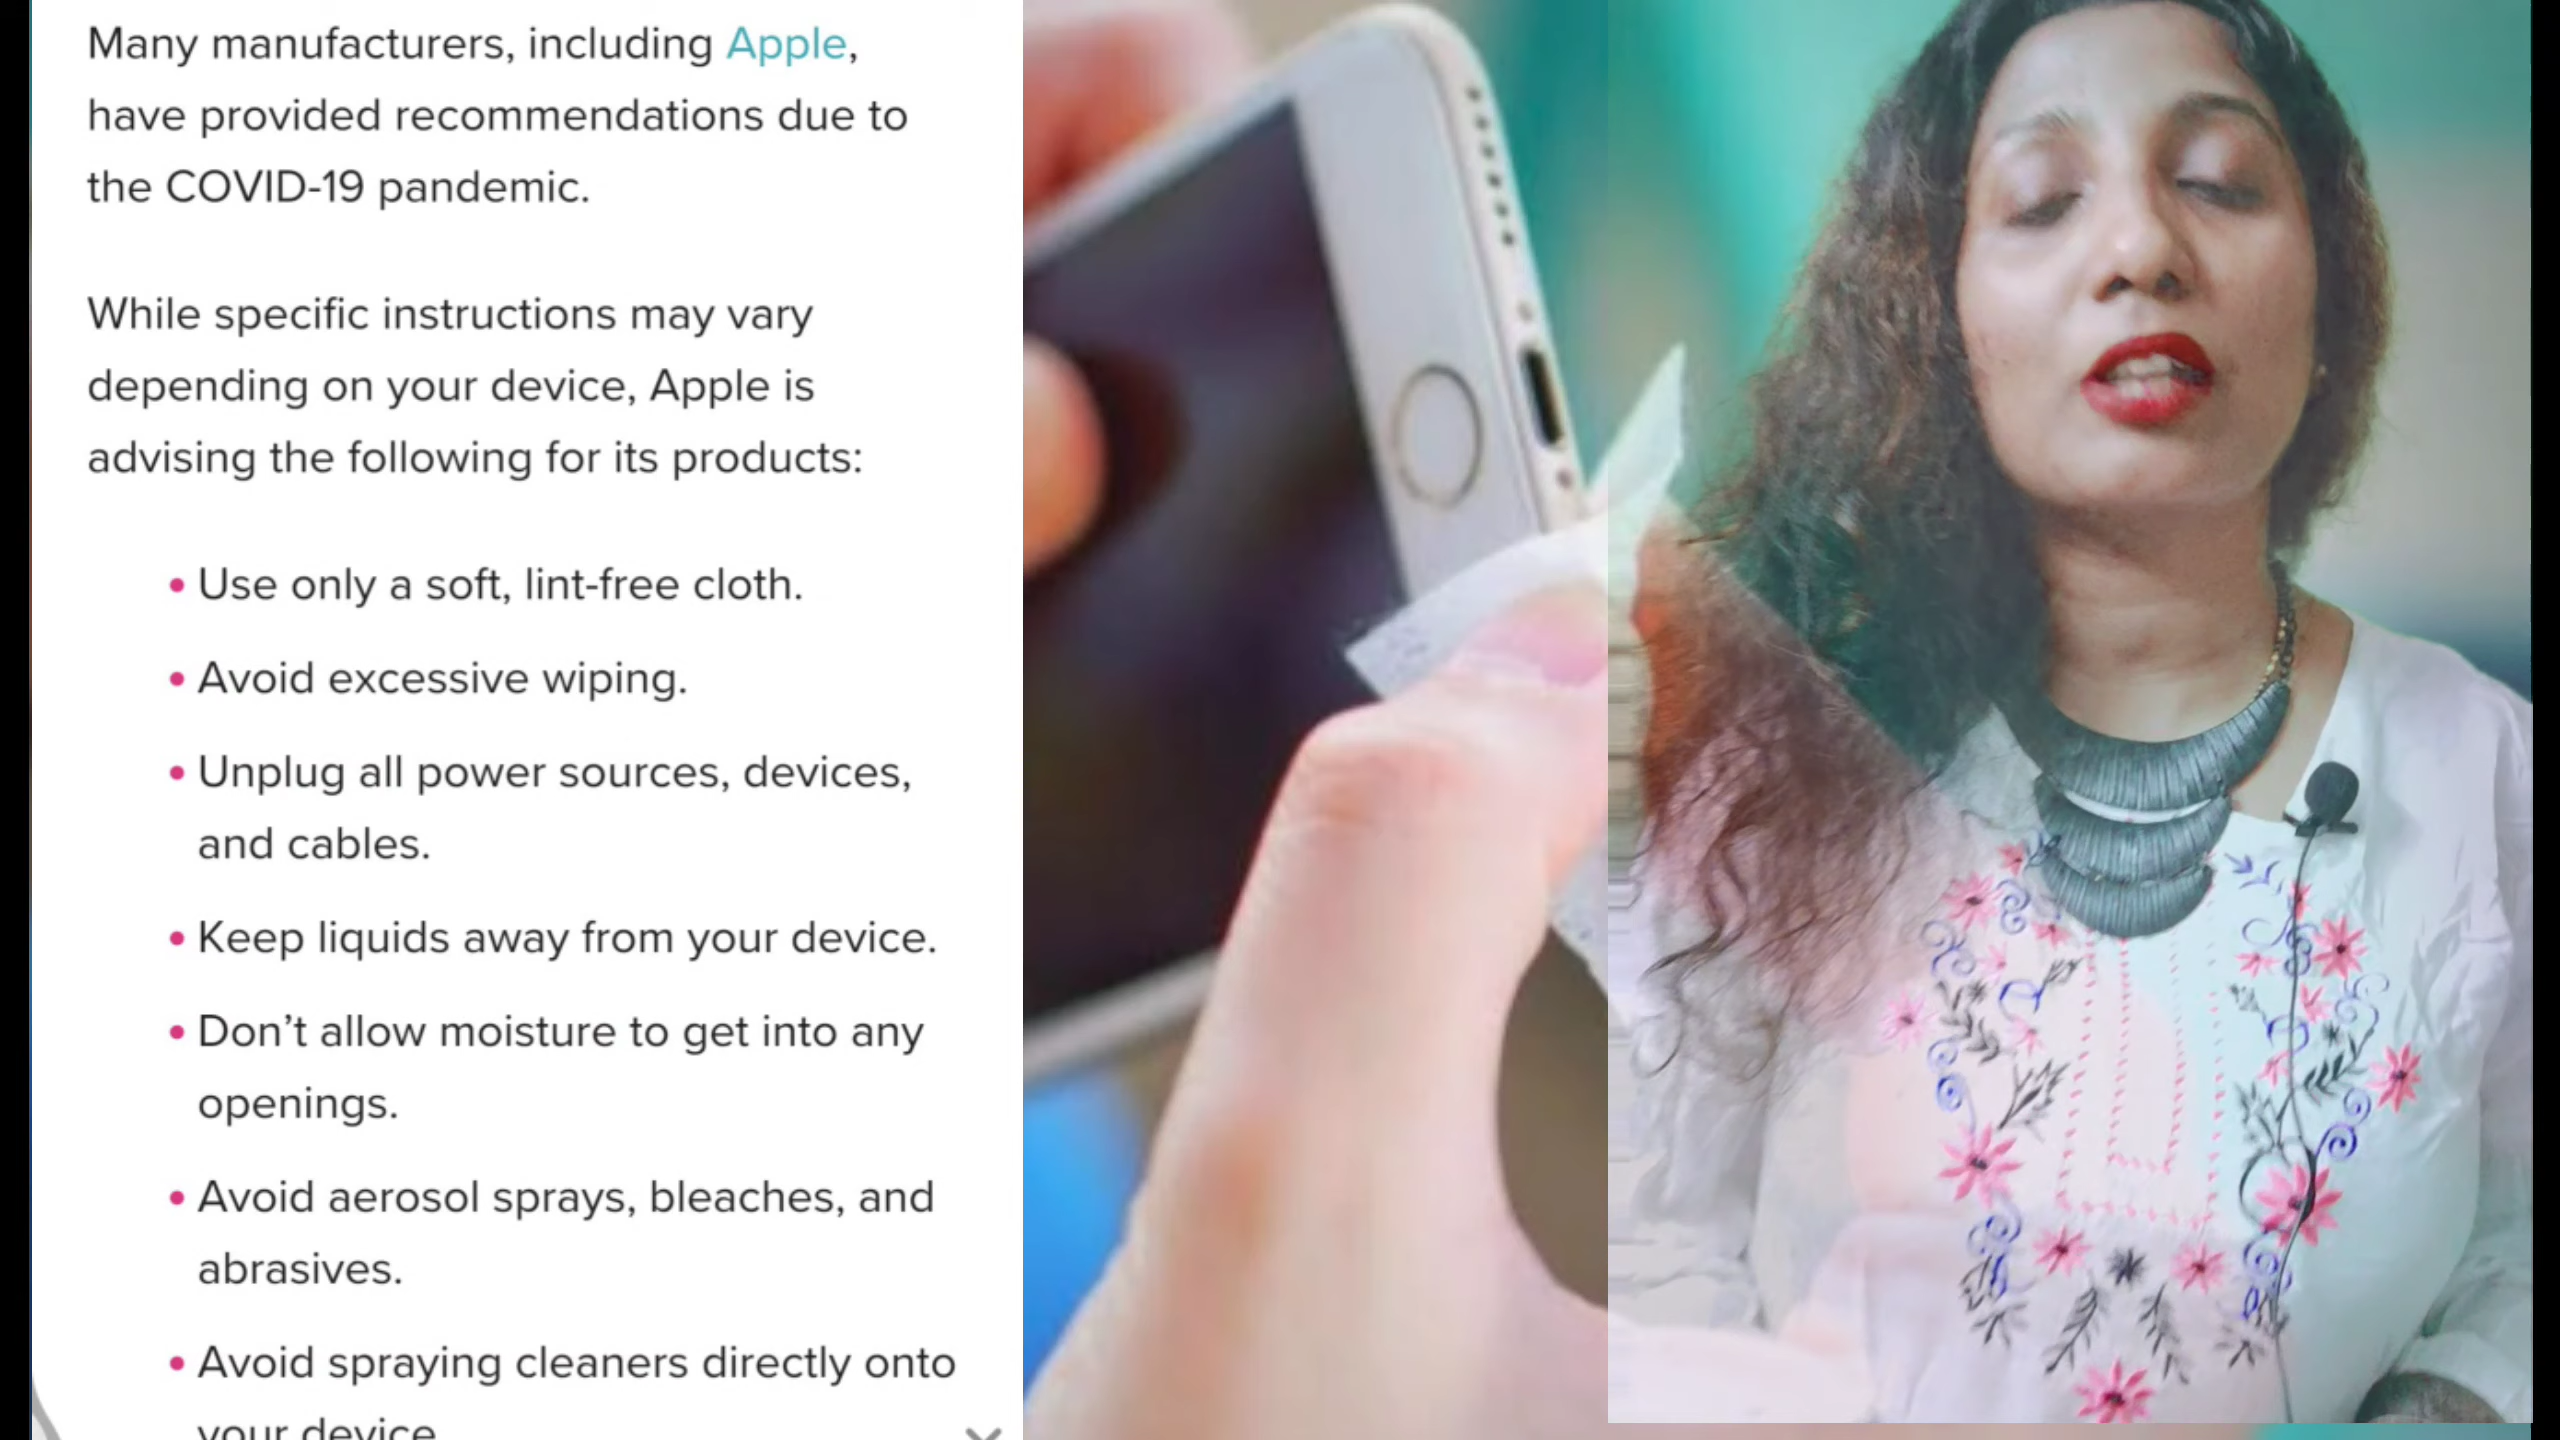 Many manufacturers, including Apple,
have provided recommendations due to
the COVID-19 pandemic.
While specific instructions may vary
depending on your device, Apple is
advising the following for its products:
• Use only a soft, lint-free cloth.
• Avoid excessive wiping.
• Unplug all power sources, devices,
and cables.
• Keep liquids away from your device.
• Don't allow moisture to get into any
openings.
• Avoid aerosol sprays, bleaches, and
abrasives.
• Avoid spraying cleaners directly onto
your device